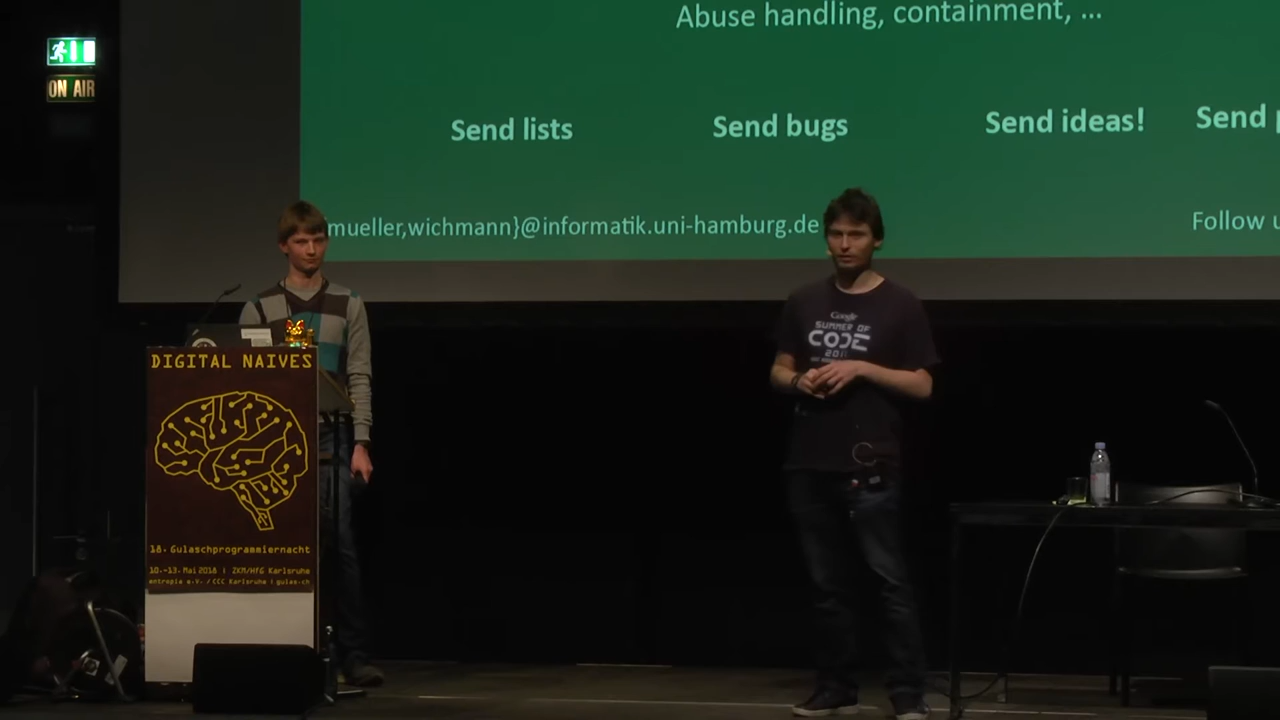 Abuse handling, containment, ...
ON AIR
Send lists
Send bugs
Send ideas!
Send
mueller,wichmann}@informatik.uni-hamburg.de
Follow
Google
SUMMER OF
CODE
DIGITAL NAIVES
18. Gulaschprogrammiernacht
10.-13. Mai 2018 | ZKM/HfG Karlsruhe
entropia e.V. / CCC Karlsruhe | gulas.ch